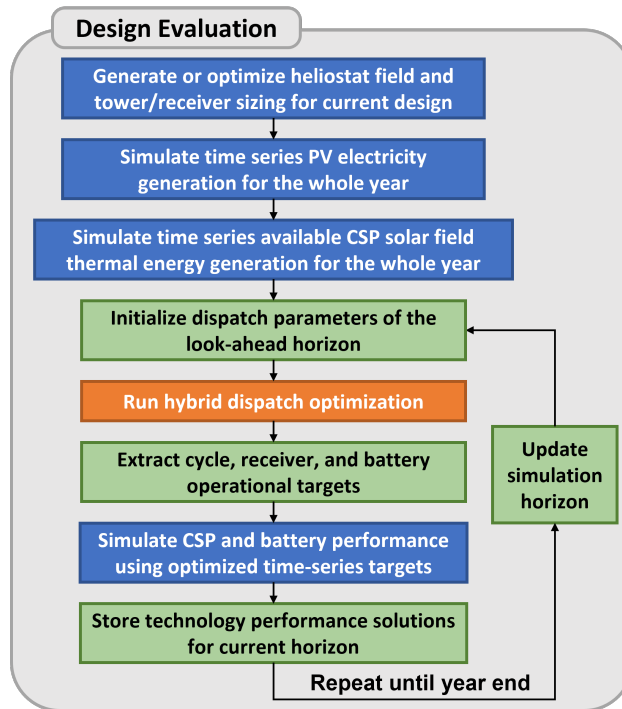 Design Evaluation
Generate or optimize heliostat field and
tower/receiver sizing for current design
Simulate time series PV electricity
generation for the whole year
Simulate time series available CSP solar field
thermal energy generation for the whole year
Initialize dispatch parameters of the
look-ahead horizon
Run hybrid dispatch optimization
Extract cycle, receiver, and battery
operational targets
Update
simulation
horizon
Simulate CSP and battery performance
using optimized time-series targets
Store technology performance solutions
for current horizon
Repeat until year end